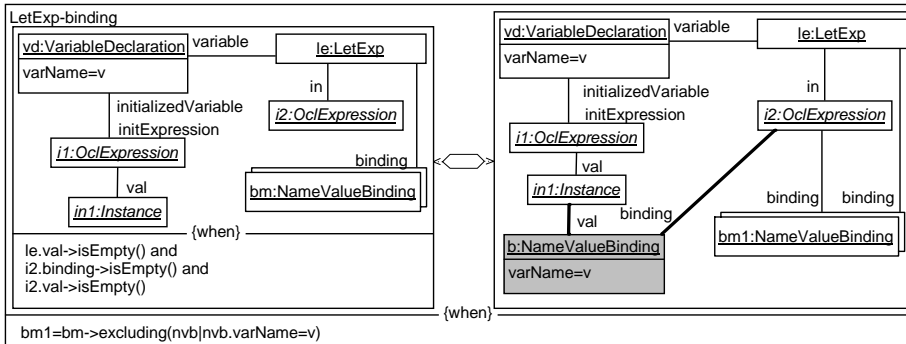 LetExp-binding
vd:VariableDeclaration
variable
le:LetExp
varName=v
in
initializedVariable
initExpression
i2:OclExpression
i1:OclExpression
val
binding
in1:Instance
bm:NameValueBinding
{when}
le.val->isEmpty() and
i2.binding->isEmpty() and
i2.val->isEmpty()
vd:VariableDeclaration
variable
le:LetExp
varName=v
in
initializedVariable
initExpression
i2:OclExpression
i1:OclExpression
val
in1:Instance
binding
binding
val
binding
bm1:NameValueBinding
b:NameValueBinding
varName=v
{when}
bm1=bm->excluding(nvb|nvb.varName=v)